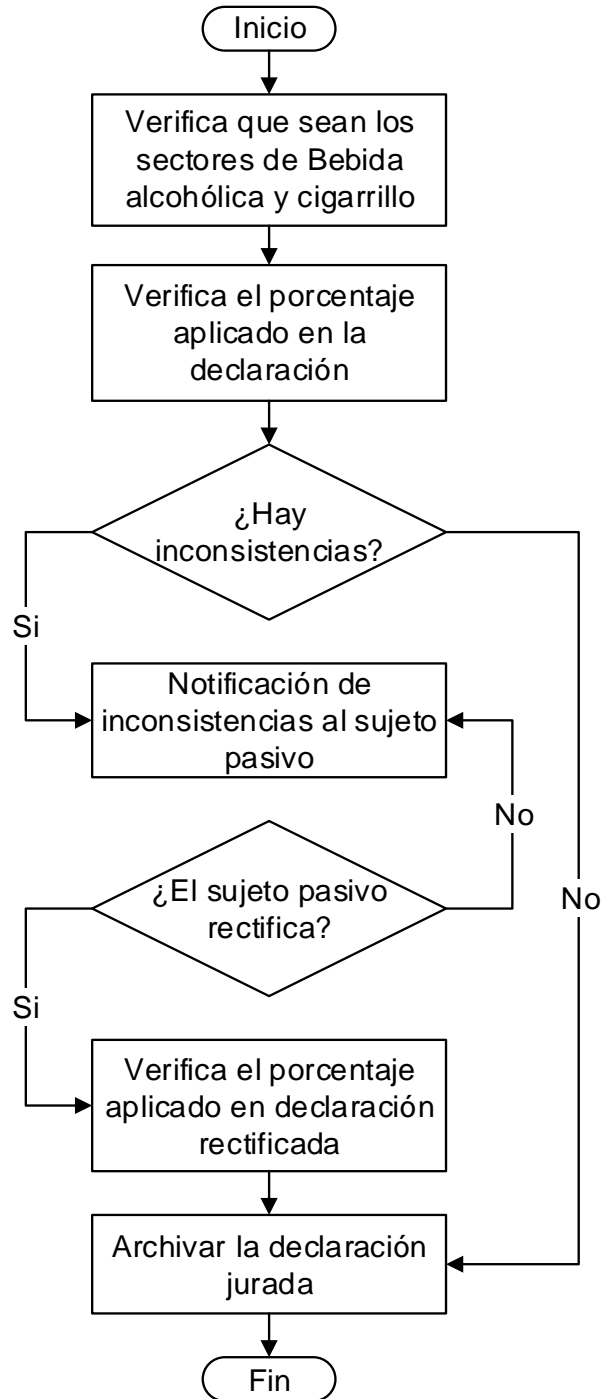 Inicio
Verifica que sean los
sectores de Bebida
alcohólica y cigarrillo
Verifica el porcentaje
aplicado en la
declaración
¿Hay
inconsistencias?
Si
Notificación de
inconsistencias al sujeto
pasivo
No
¿El sujeto pasivo
rectifica?
No
Si
Verifica el porcentaje
aplicado en declaración
rectificada
Archivar la declaración
jurada
Fin